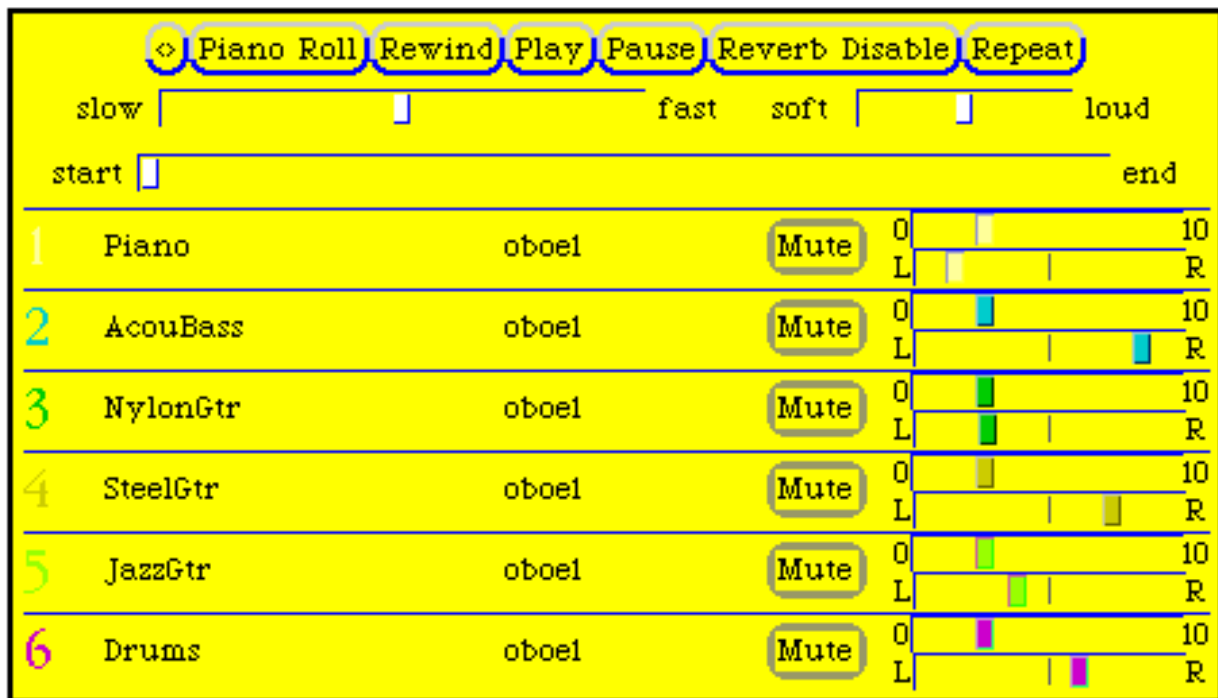 <> Piano Roll Rewind Play Pause Reverb Disable Repeat
slow fast soft loud
start end
1 Piano oboe1 Mute 0 10
L R
2 AcouBass oboe1 Mute 0 10
L R
3 NylonGtr oboe1 Mute 0 10
L R
4 SteelGtr oboe1 Mute 0 10
L R
5 JazzGtr oboe1 Mute 0 10
L R
6 Drums oboe1 Mute 0 10
L R